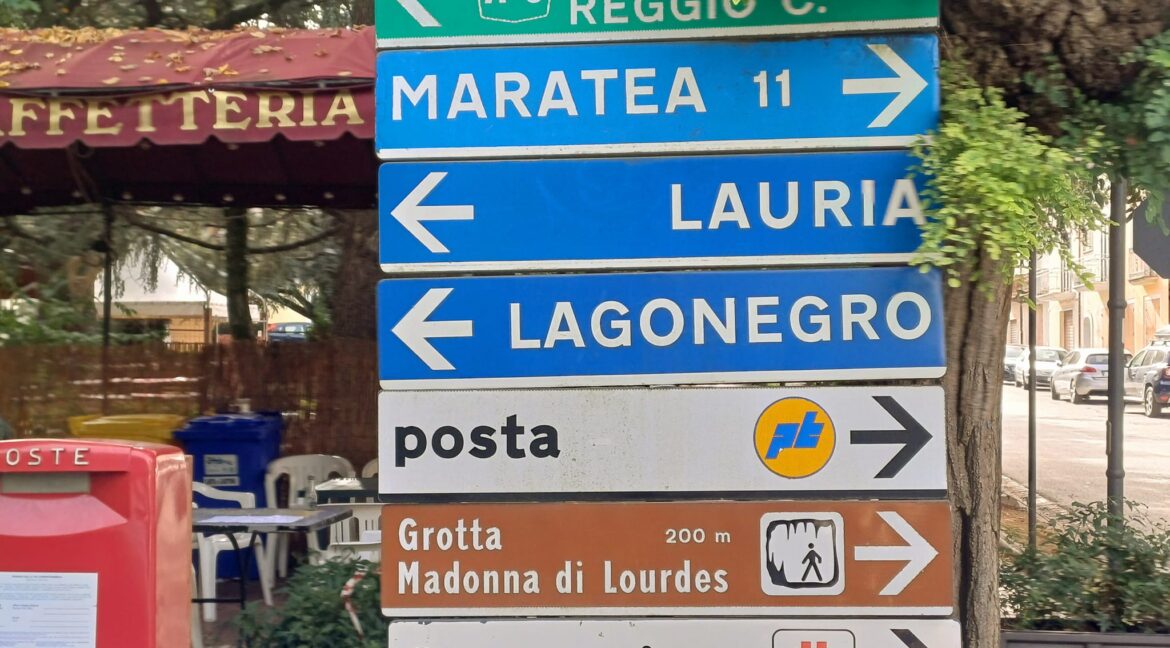 REGGIO C.
AFFETTERIA
MARATEA 11
LAURIA
LAGONEGRO
posta pt
Grotta 200 m
Madonna di Lourdes
OSTE